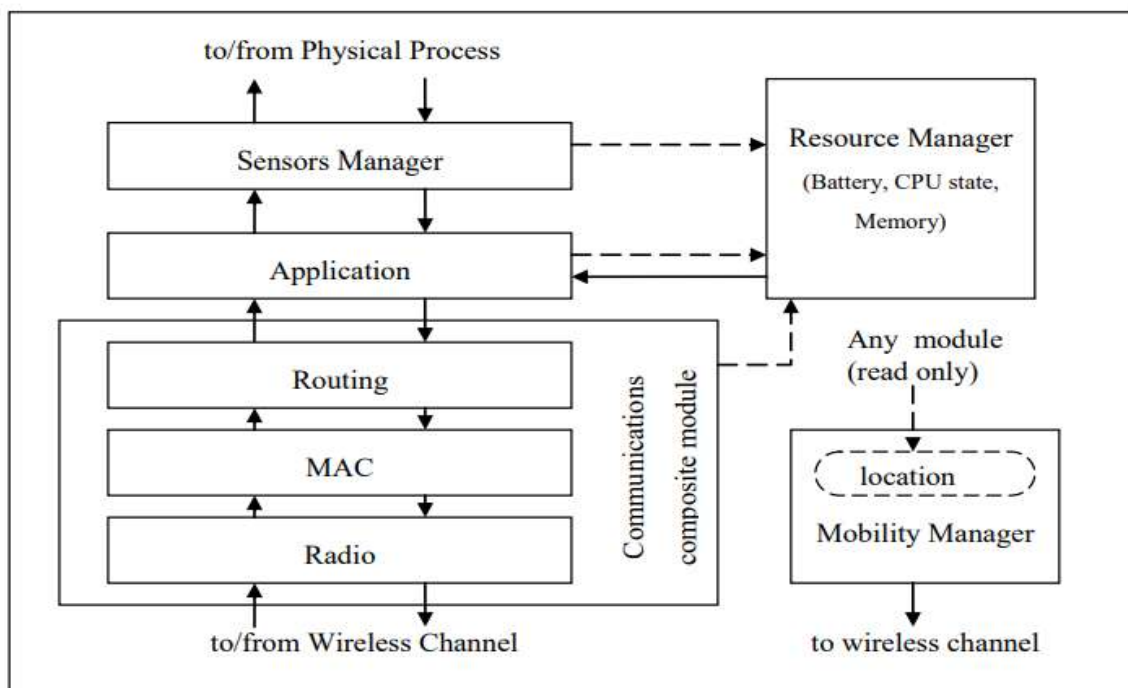 to/from Physical Process
Sensors Manager
Resource Manager
(Battery, CPU state,
Memory)
Application
Any module
(read only)
Routing
MAC
Radio
Communications
composite module
location
Mobility Manager
to/from Wireless Channel
to wireless channel